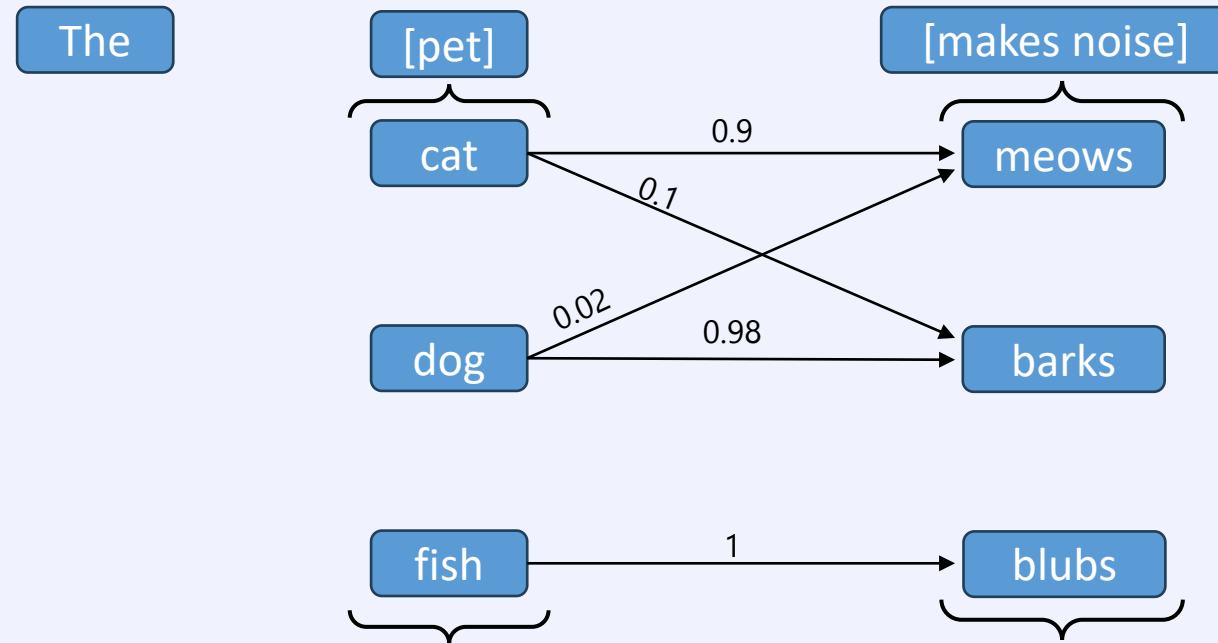 The [pet] [makes noise]
cat 0.9 meows
0.1
0.02
dog 0.98 barks
fish 1 blubs